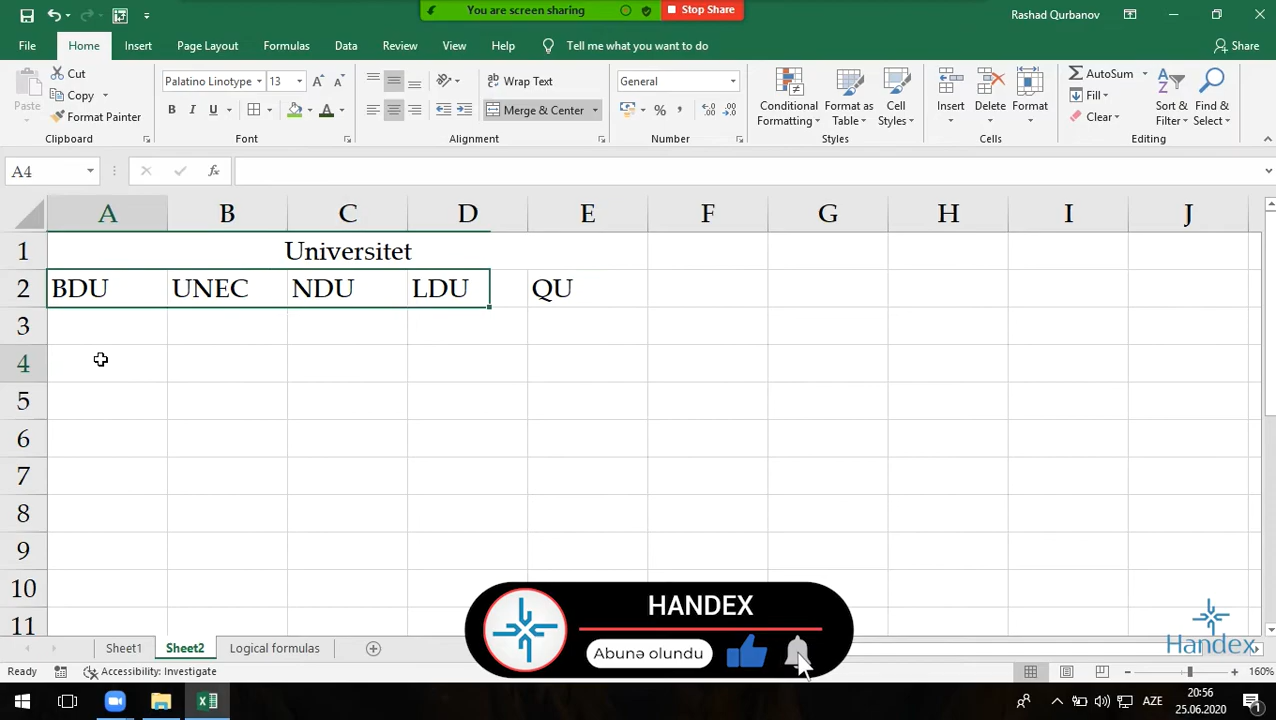 You are screen sharing
Stop Share
Rashad Qurbanov
File Home Insert Page Layout Formulas Data Review View Help Tell me what you want to do Share
Paste
Cut
Copy
Format Painter
Clipboard
Palatino Linotype 13
B I U
Font
Wrap Text
Merge & Center
Alignment
General
Number
Conditional Formatting
Format as Table
Cell Styles
Styles
Insert
Delete
Format
Cells
AutoSum
Fill
Clear
Sort & Filter
Find & Select
Editing
A4
fx
A B C D E F G H I J
1 Universitet
2 BDU UNEC NDU LDU QU
3
4
5
6
7
8
9
10
11
HANDEX
Abunə olundu
Handex
Sheet1 Sheet2 Logical formulas
Ready Accessibility: Investigate 160%
AZE
20:56
25.06.2020
1